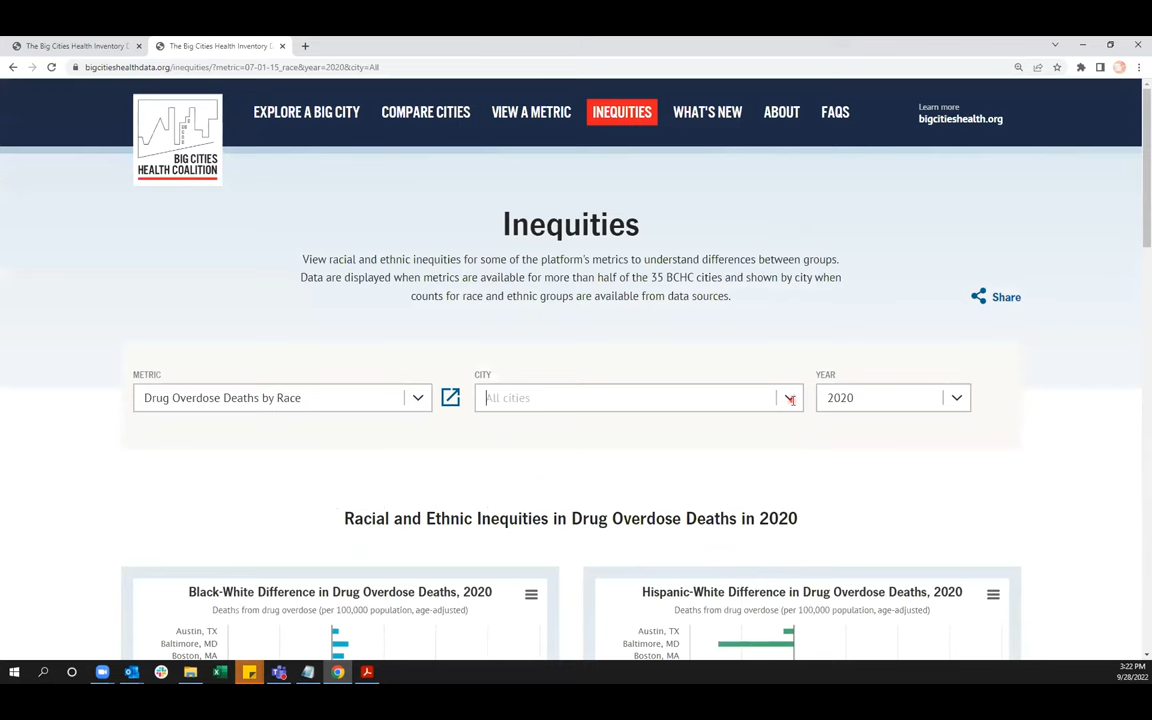 The Big Cities Health Inventory D
The Big Cities Health Inventory D
bigcitieshealthdata.org/inequities/?metric=07-01-15_race&year=2020&city=All
BIG CITIES
HEALTH COALITION
EXPLORE A BIG CITY
COMPARE CITIES
VIEW A METRIC
INEQUITIES
WHAT'S NEW
ABOUT
FAQS
Learn more
bigcitieshealth.org
Inequities
View racial and ethnic inequities for some of the platform's metrics to understand differences between groups.
Data are displayed when metrics are available for more than half of the 35 BCHC cities and shown by city when
counts for race and ethnic groups are available from data sources.
Share
METRIC
CITY
YEAR
Drug Overdose Deaths by Race
All cities
2020
Racial and Ethnic Inequities in Drug Overdose Deaths in 2020
Black-White Difference in Drug Overdose Deaths, 2020
Deaths from drug overdose (per 100,000 population, age-adjusted)
Austin, TX
Baltimore, MD
Boston, MA
Hispanic-White Difference in Drug Overdose Deaths, 2020
Deaths from drug overdose (per 100,000 population, age-adjusted)
Austin, TX
Baltimore, MD
Boston, MA
3:22 PM
9/28/2022